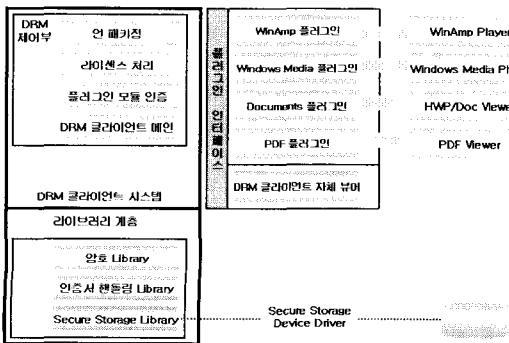 DRM 제어부
언 패키징
라이센스 처리
플러그인 모듈 인증
DRM 클라이언트 메인
DRM 클라이언트 시스템
라이브러리 계층
암호 Library
인증서 핸들링 Library
Secure Storage Library
플러그인 인터페이스
WinAmp 플러그인
Windows Media 플러그인
Documents 플러그인
PDF 플러그인
DRM 클라이언트 자체 뷰어
WinAmp Player
Windows Media Pl
HWP/Doc Viewe
PDF Viewer
Secure Storage
Device Driver